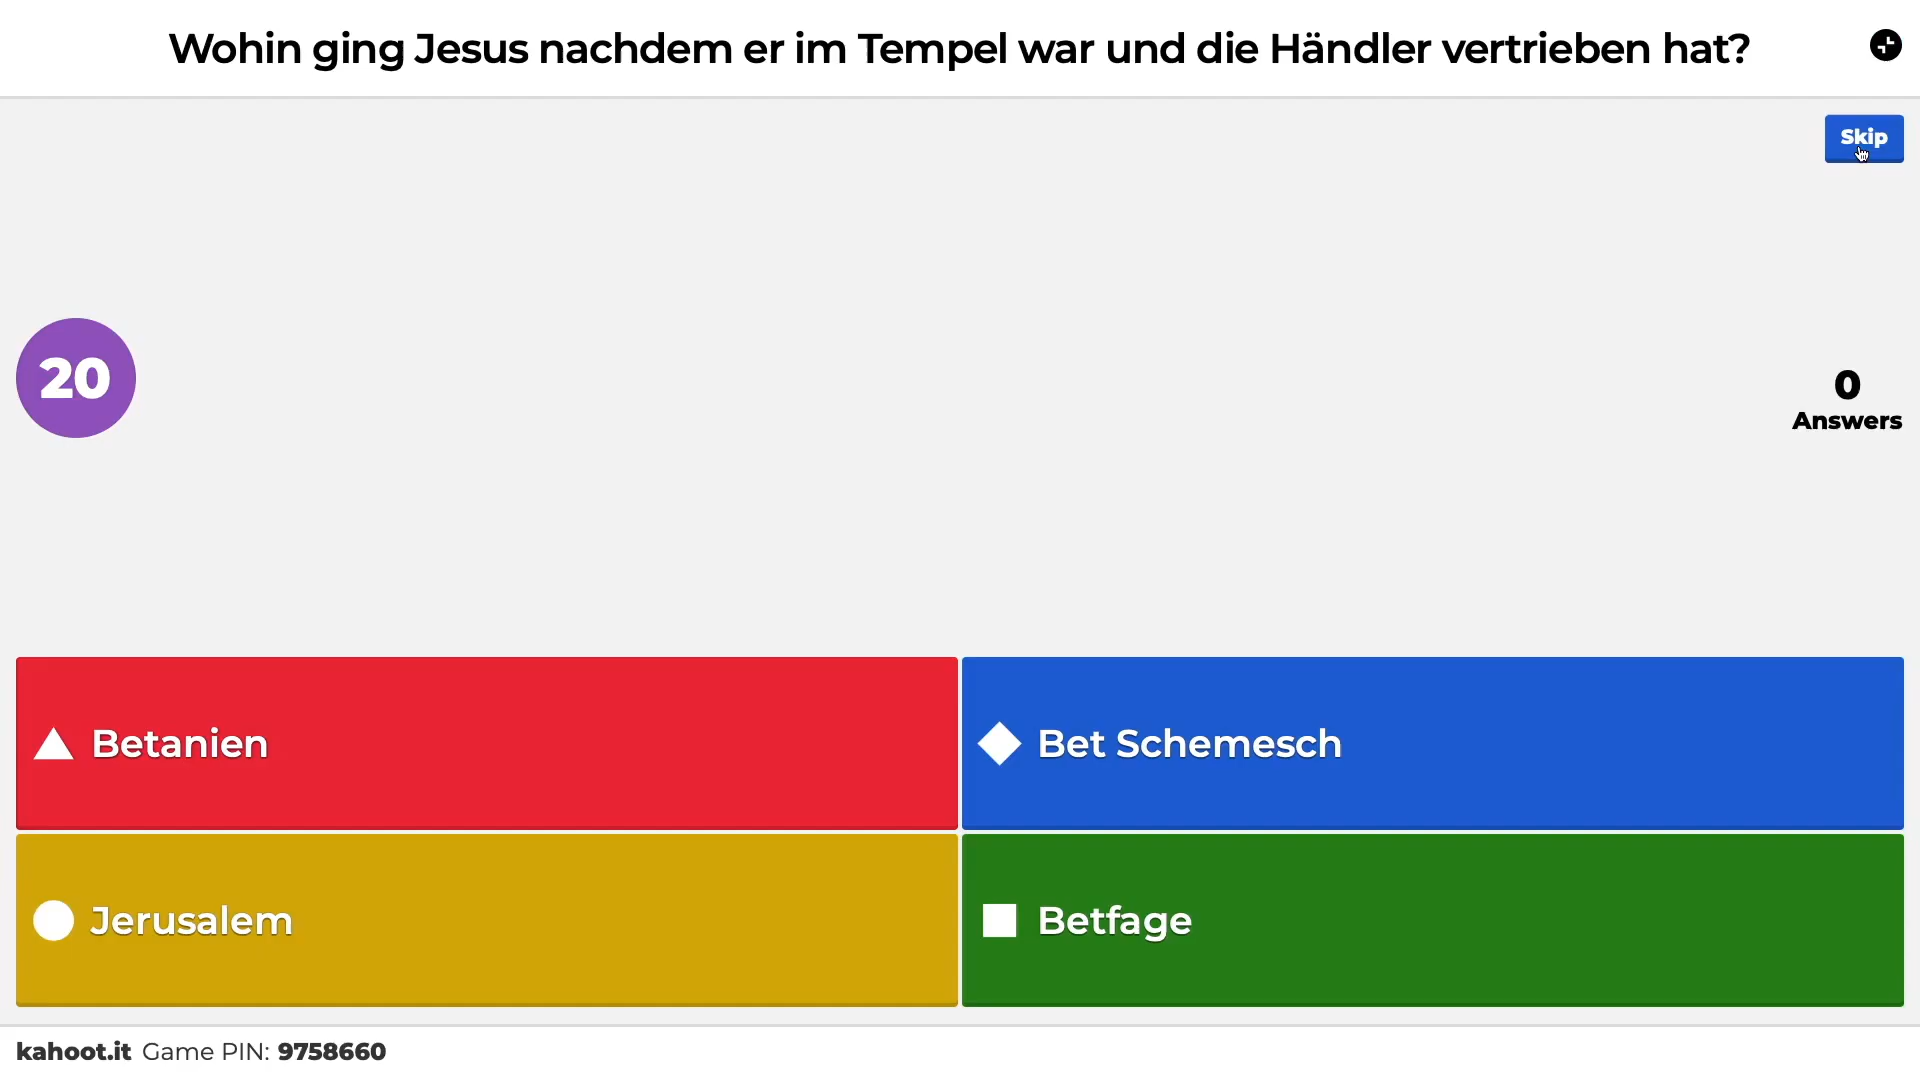 Wohin ging Jesus nachdem er im Tempel war und die Händler vertrieben hat?
Skip
20
0
Answers
Betanien
Bet Schemesch
Jerusalem
Betfage
kahoot.it Game PIN: 9758660